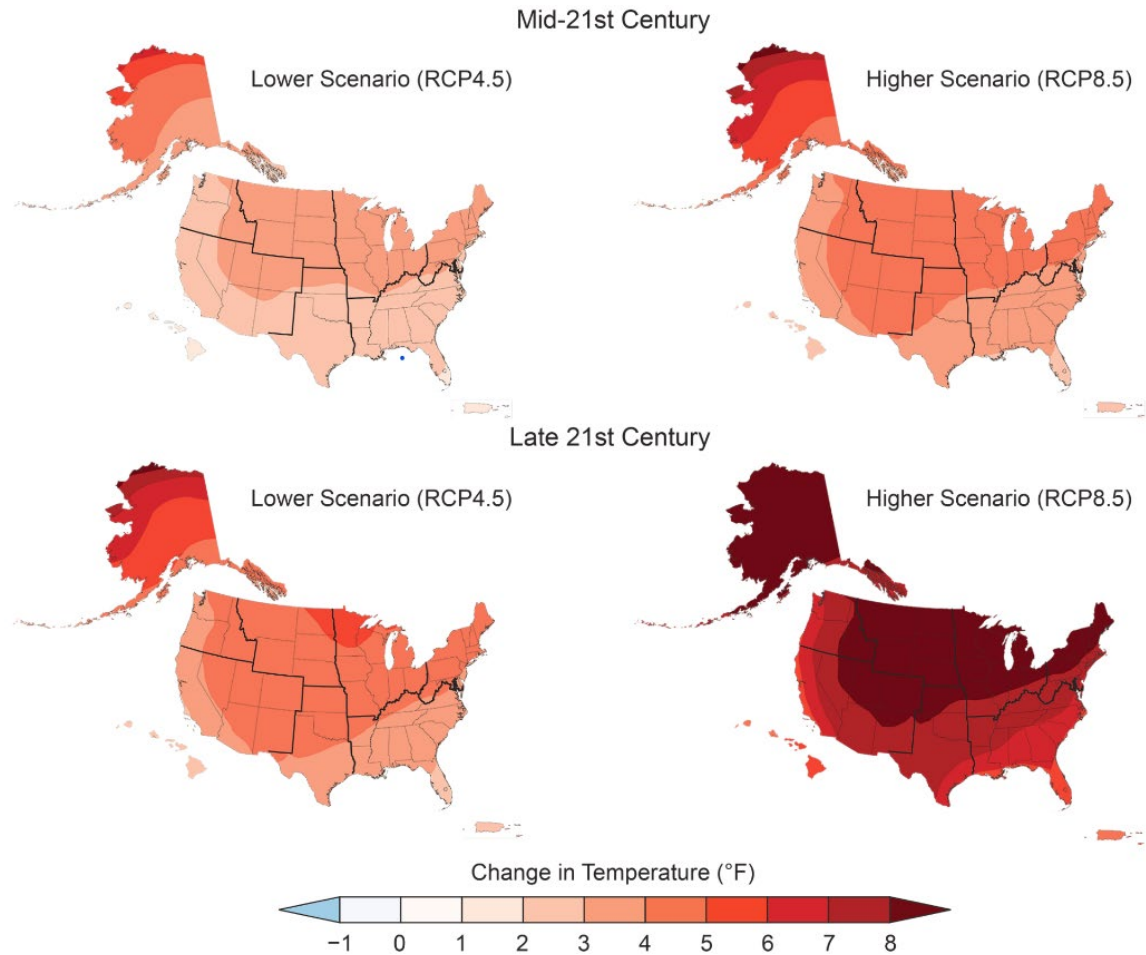 Mid-21st Century
Lower Scenario (RCP4.5)
Higher Scenario (RCP8.5)
Late 21st Century
Lower Scenario (RCP4.5)
Higher Scenario (RCP8.5)
Change in Temperature (°F)
−1 0 1 2 3 4 5 6 7 8